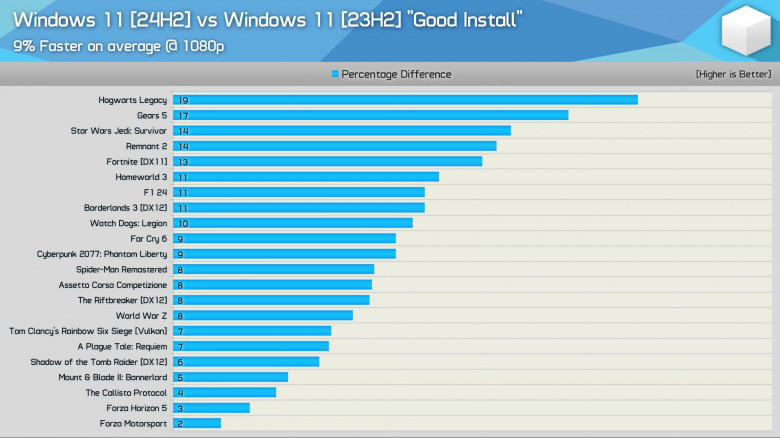 Windows 11 [24H2] vs Windows 11 [23H2] "Good Install"
9% Faster on average @ 1080p
Percentage Difference
[Higher is Better]
Hogwarts Legacy 19
Gears 5 17
Star Wars Jedi: Survivor 14
Remnant 2 14
Fortnite [DX11] 13
Homeworld 3 11
F1 24 11
Borderlands 3 [DX12] 11
Watch Dogs: Legion 10
Far Cry 6 9
Cyberpunk 2077: Phantom Liberty 9
Spider-Man Remastered 8
Assetto Corsa Competizione 8
The Riftbreaker [DX12] 8
World War Z 8
Tom Clancy's Rainbow Six Siege [Vulkan] 7
A Plague Tale: Requiem 7
Shadow of the Tomb Raider [DX12] 6
Mount & Blade II: Bannerlord 5
The Callisto Protocol 4
Forza Horizon 5 3
Forza Motorsport 2